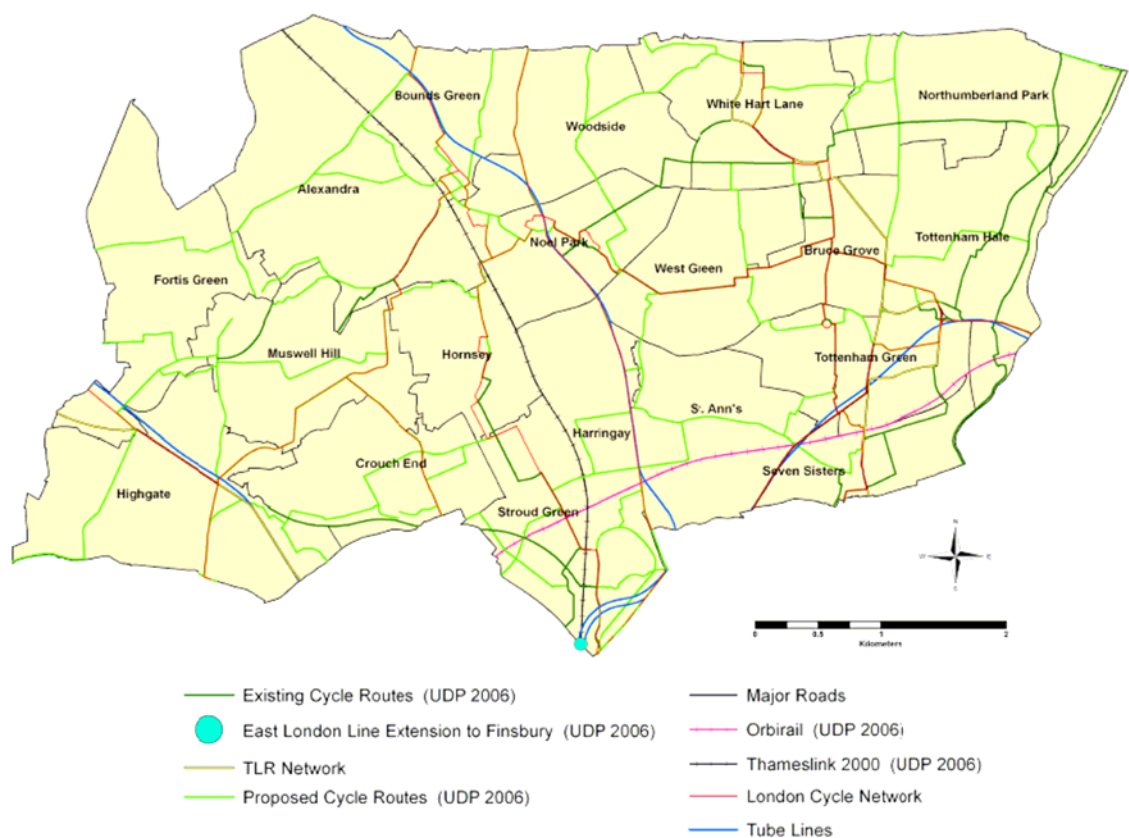 Northumberland Park
Bounds Green
White Hart Lane
Woodside
Alexandra
Noel Park
Tottenham Hale
Bruce Grove
West Green
Fortis Green
Muswell Hill
Hornsey
Tottenham Green
St. Ann's
Harringay
Crouch End
Seven Sisters
Highgate
Stroud Green
N
W E
S
0 0.5 1 2
Kilometers
Existing Cycle Routes (UDP 2006)
East London Line Extension to Finsbury (UDP 2006)
TLR Network
Proposed Cycle Routes (UDP 2006)
Major Roads
Orbirail (UDP 2006)
Thameslink 2000 (UDP 2006)
London Cycle Network
Tube Lines